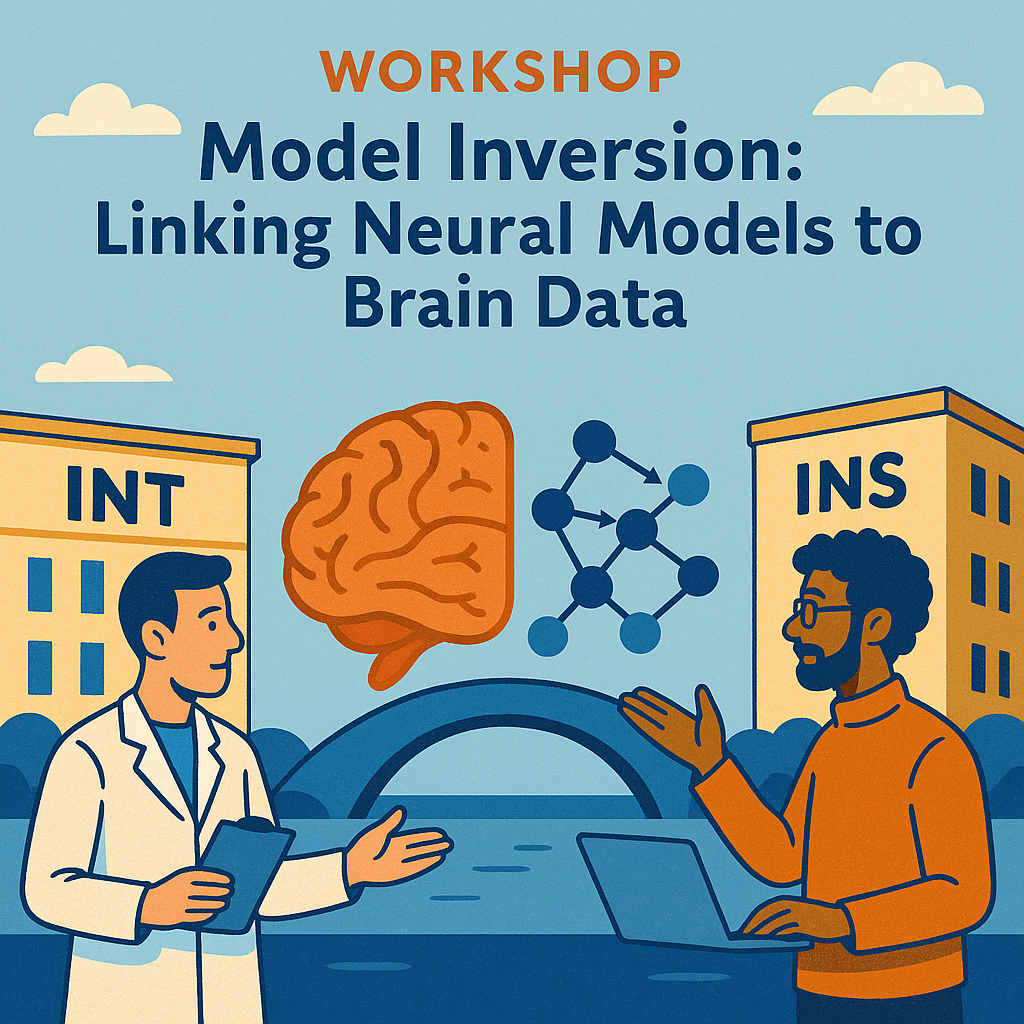 WORKSHOP
Model Inversion:
Linking Neural Models to
Brain Data
INT
INS